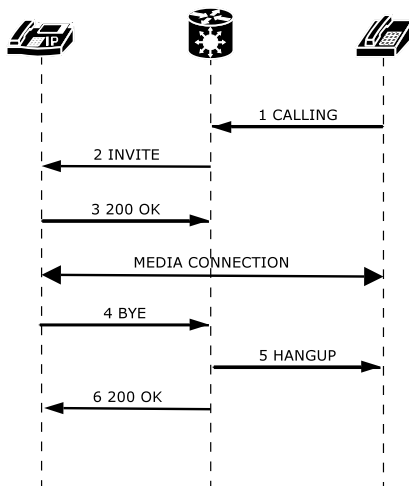 IP
1 CALLING
2 INVITE
3 200 OK
MEDIA CONNECTION
4 BYE
5 HANGUP
6 200 OK